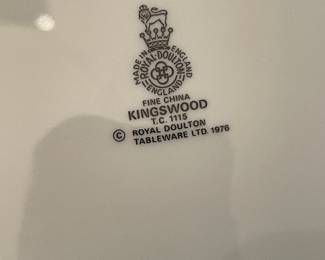 MADE IN ENGLAND
ROYAL DOULTON
ENGLAND
FINE CHINA
KINGSWOOD
T.C. 1115
© ROYAL DOULTON
TABLEWARE LTD. 1976